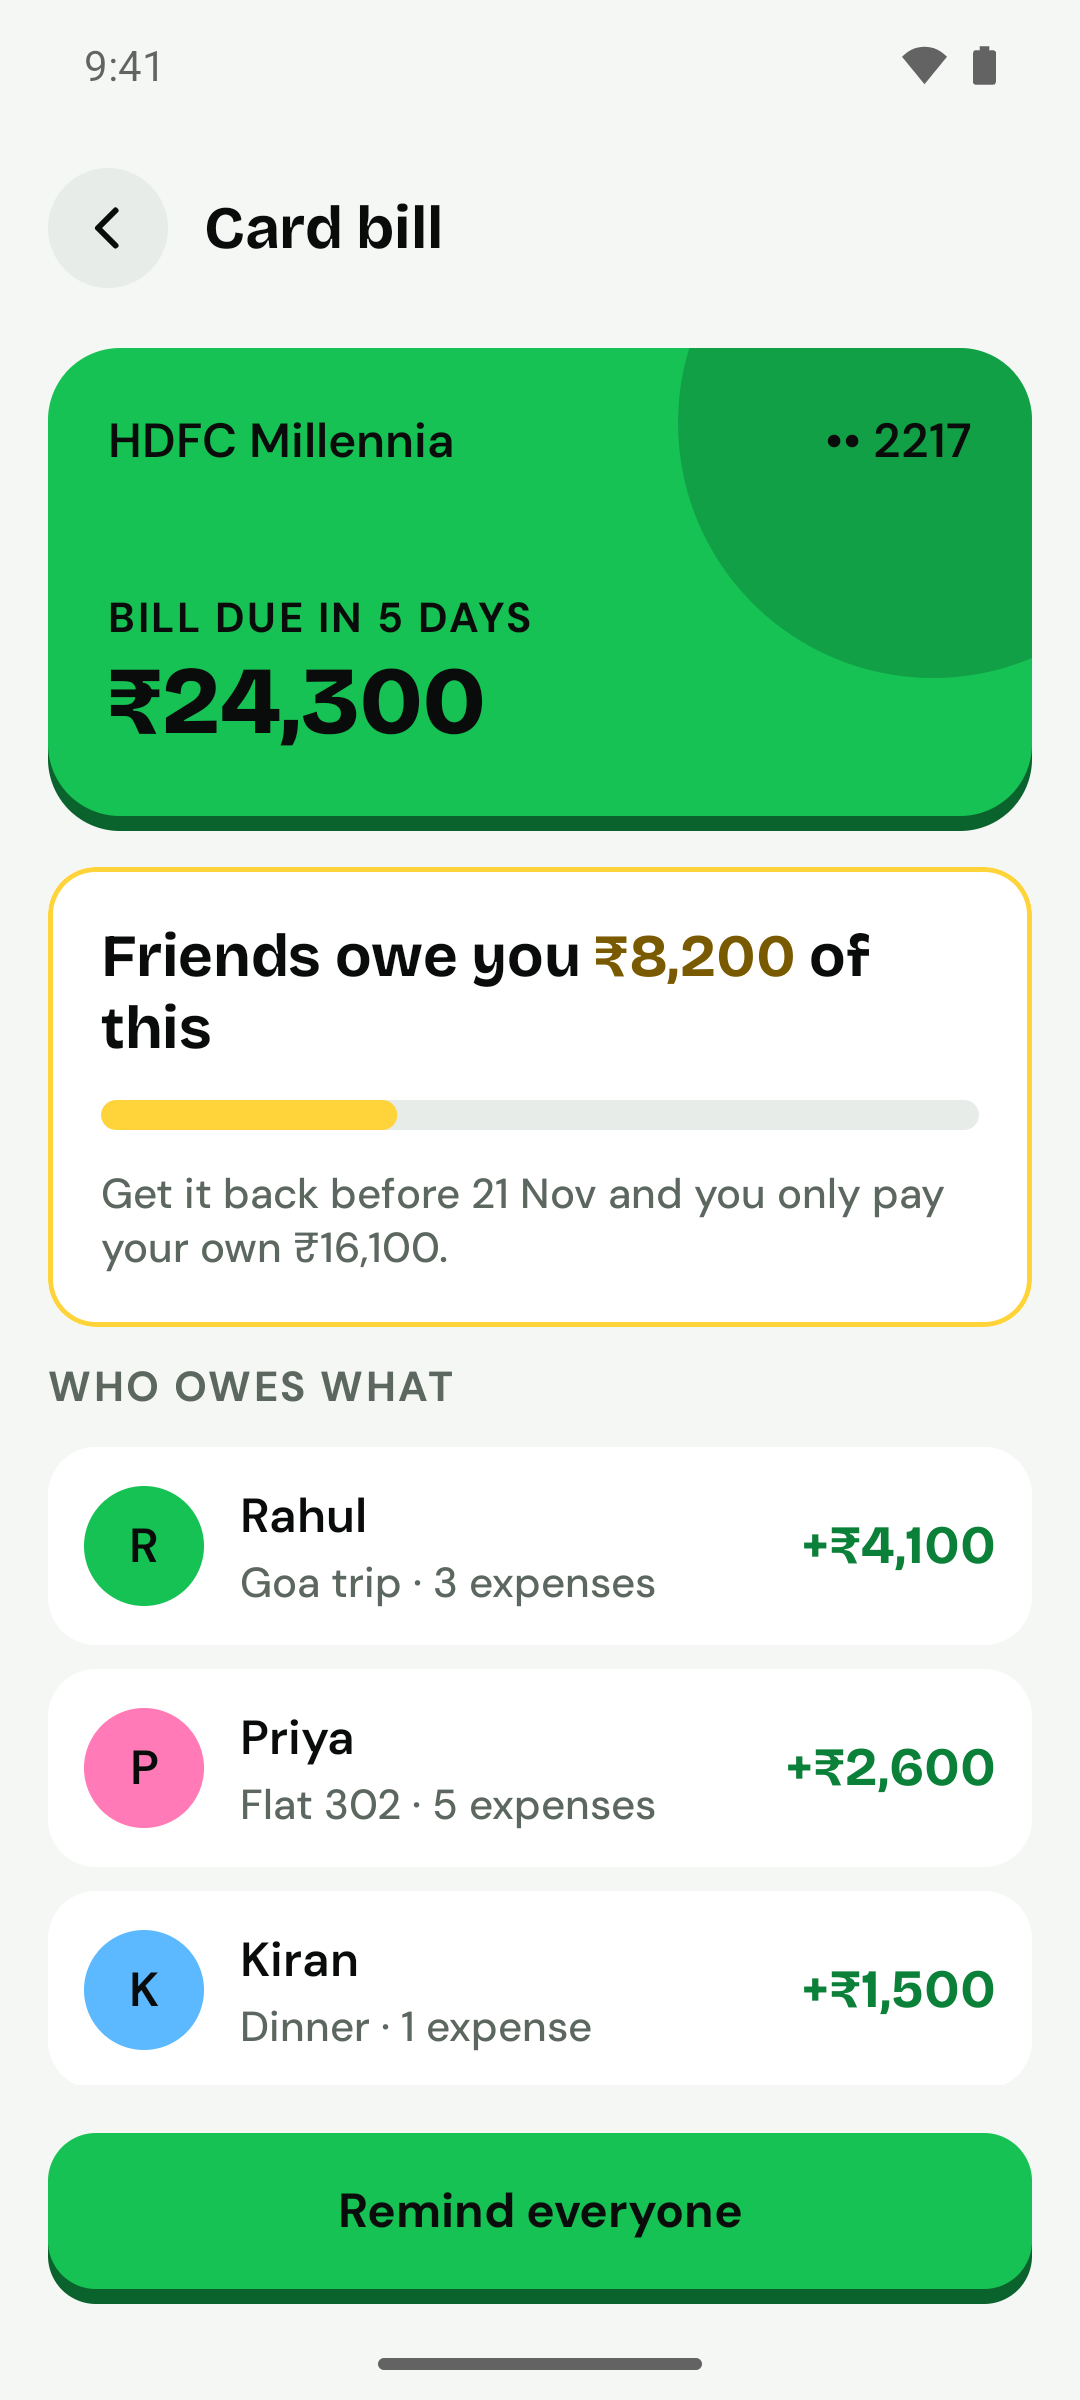 9:41
Card bill
HDFC Millennia
•• 2217
BILL DUE IN 5 DAYS
₹24,300
Friends owe you ₹8,200 of
this
Get it back before 21 Nov and you only pay
your own ₹16,100.
WHO OWES WHAT
R
Rahul
Goa trip · 3 expenses
+₹4,100
P
Priya
Flat 302 · 5 expenses
+₹2,600
K
Kiran
Dinner · 1 expense
+₹1,500
Remind everyone